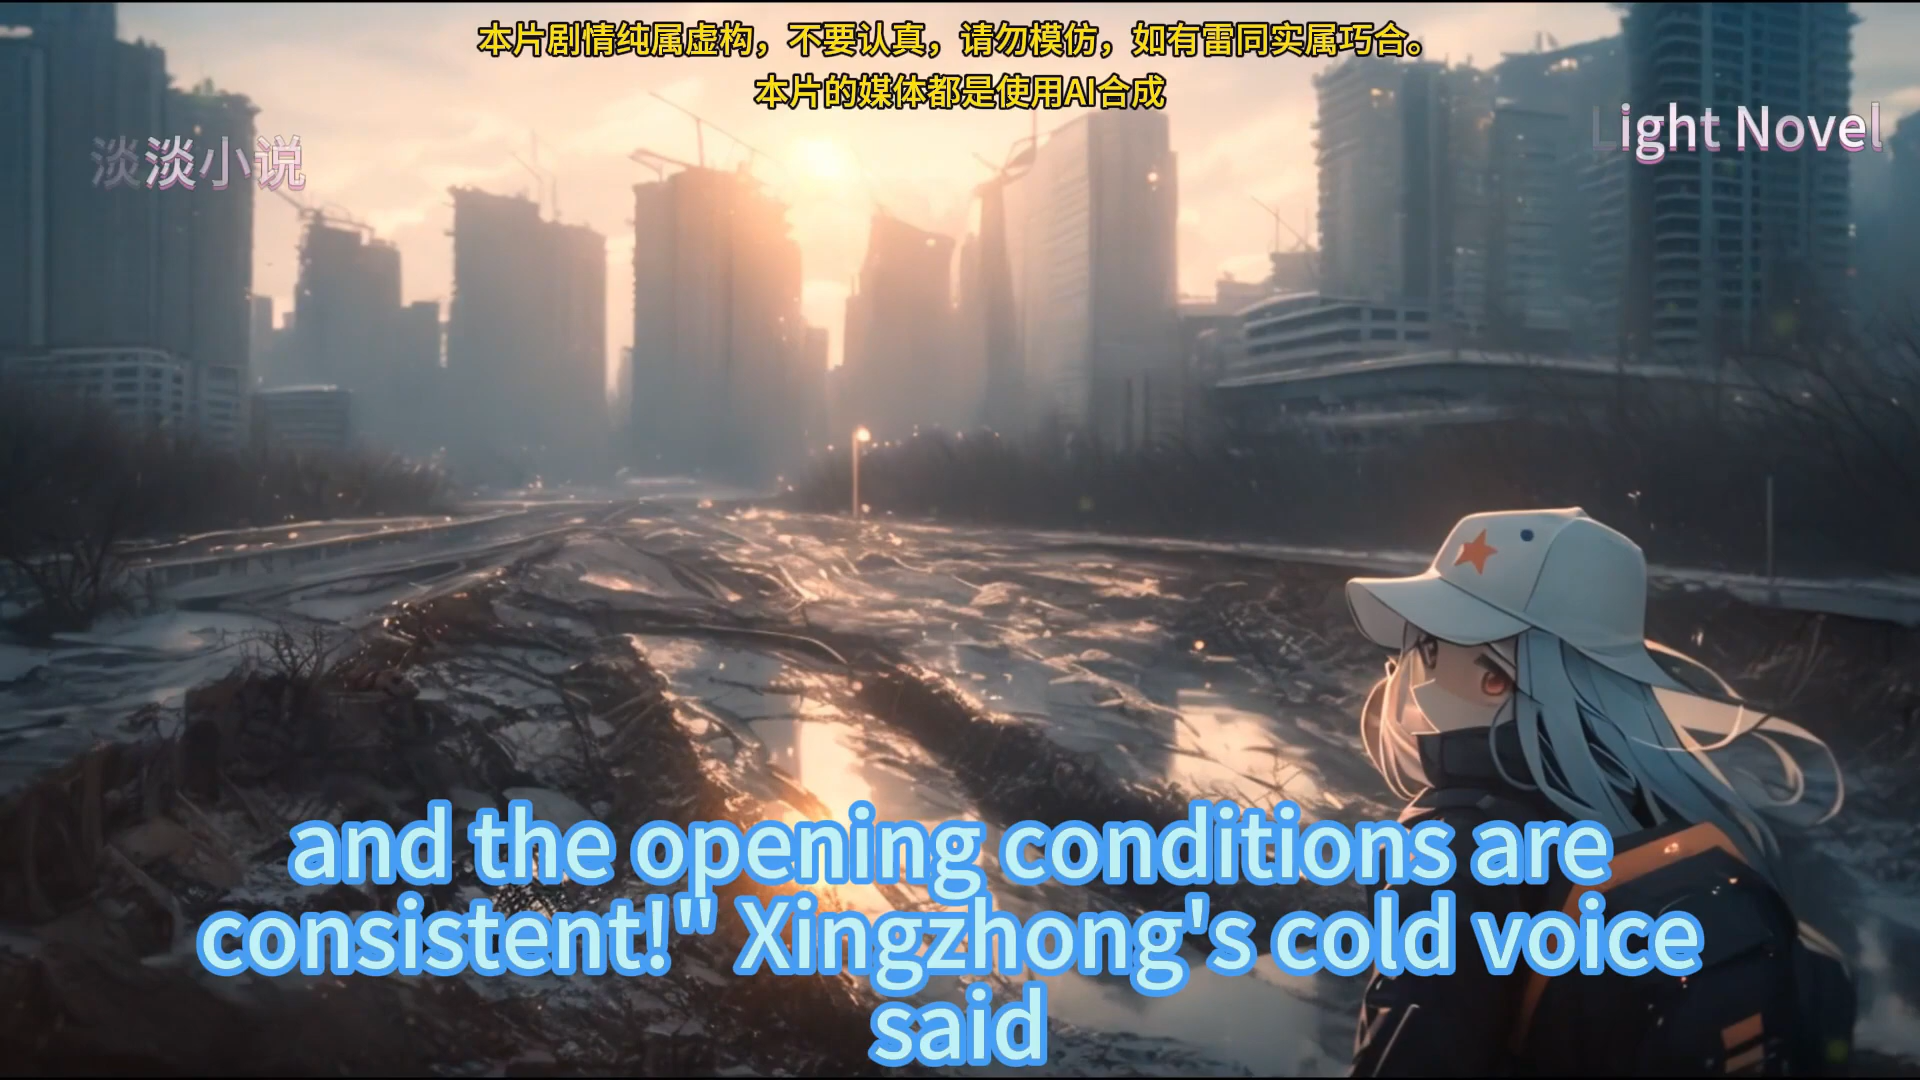 本片剧情纯属虚构，不要认真，请勿模仿，如有雷同实属巧合。
本片的媒体都是使用AI合成
淡淡小说
Light Novel
and the opening conditions are
consistent!" Xingzhong's cold voice
said